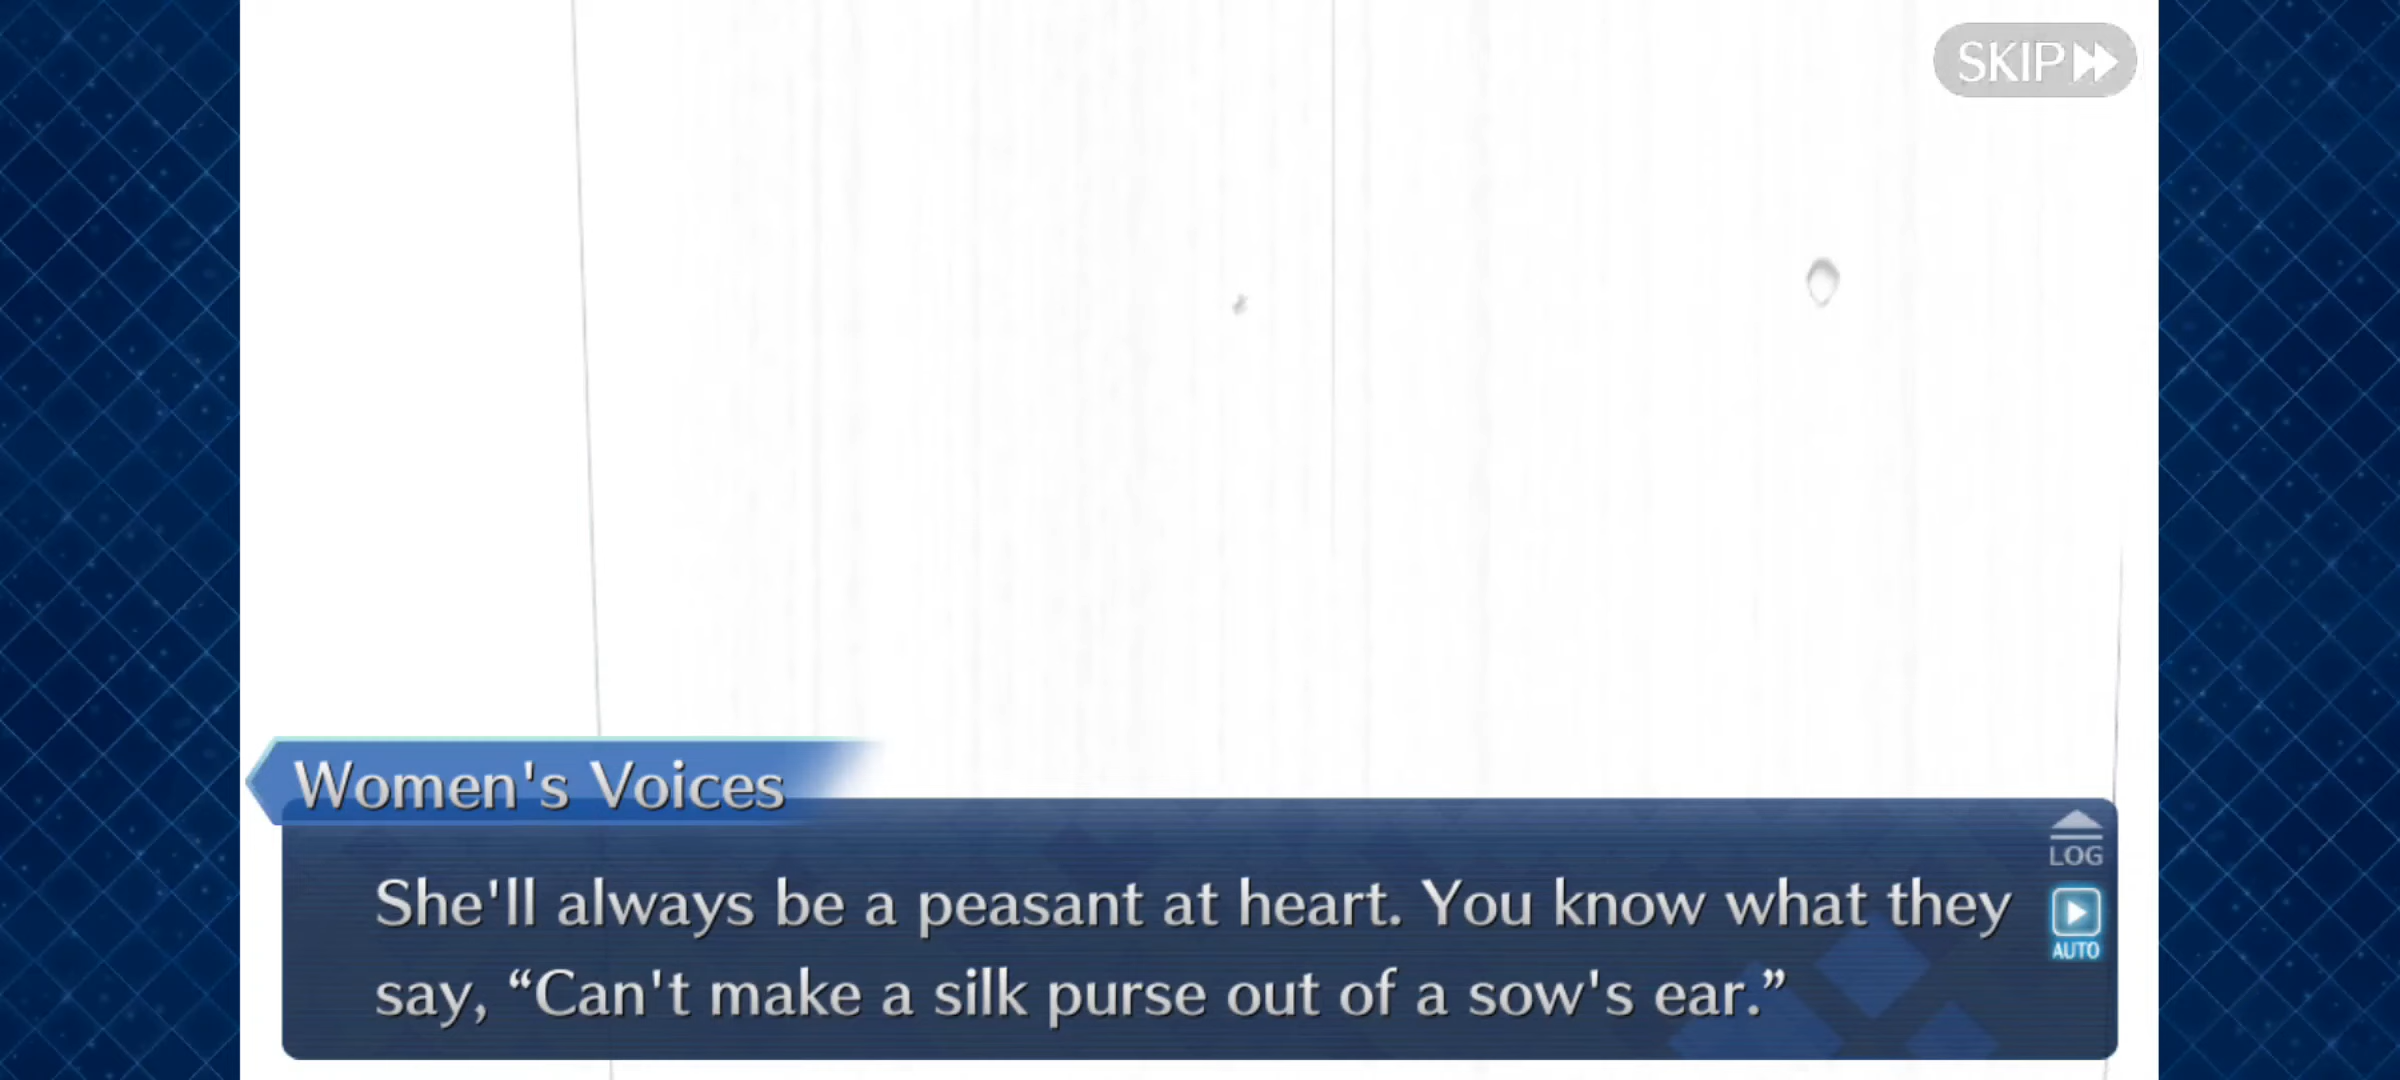 SKIP
Women's Voices
She'll always be a peasant at heart. You know what they
say, “Can't make a silk purse out of a sow's ear.”
LOG
AUTO